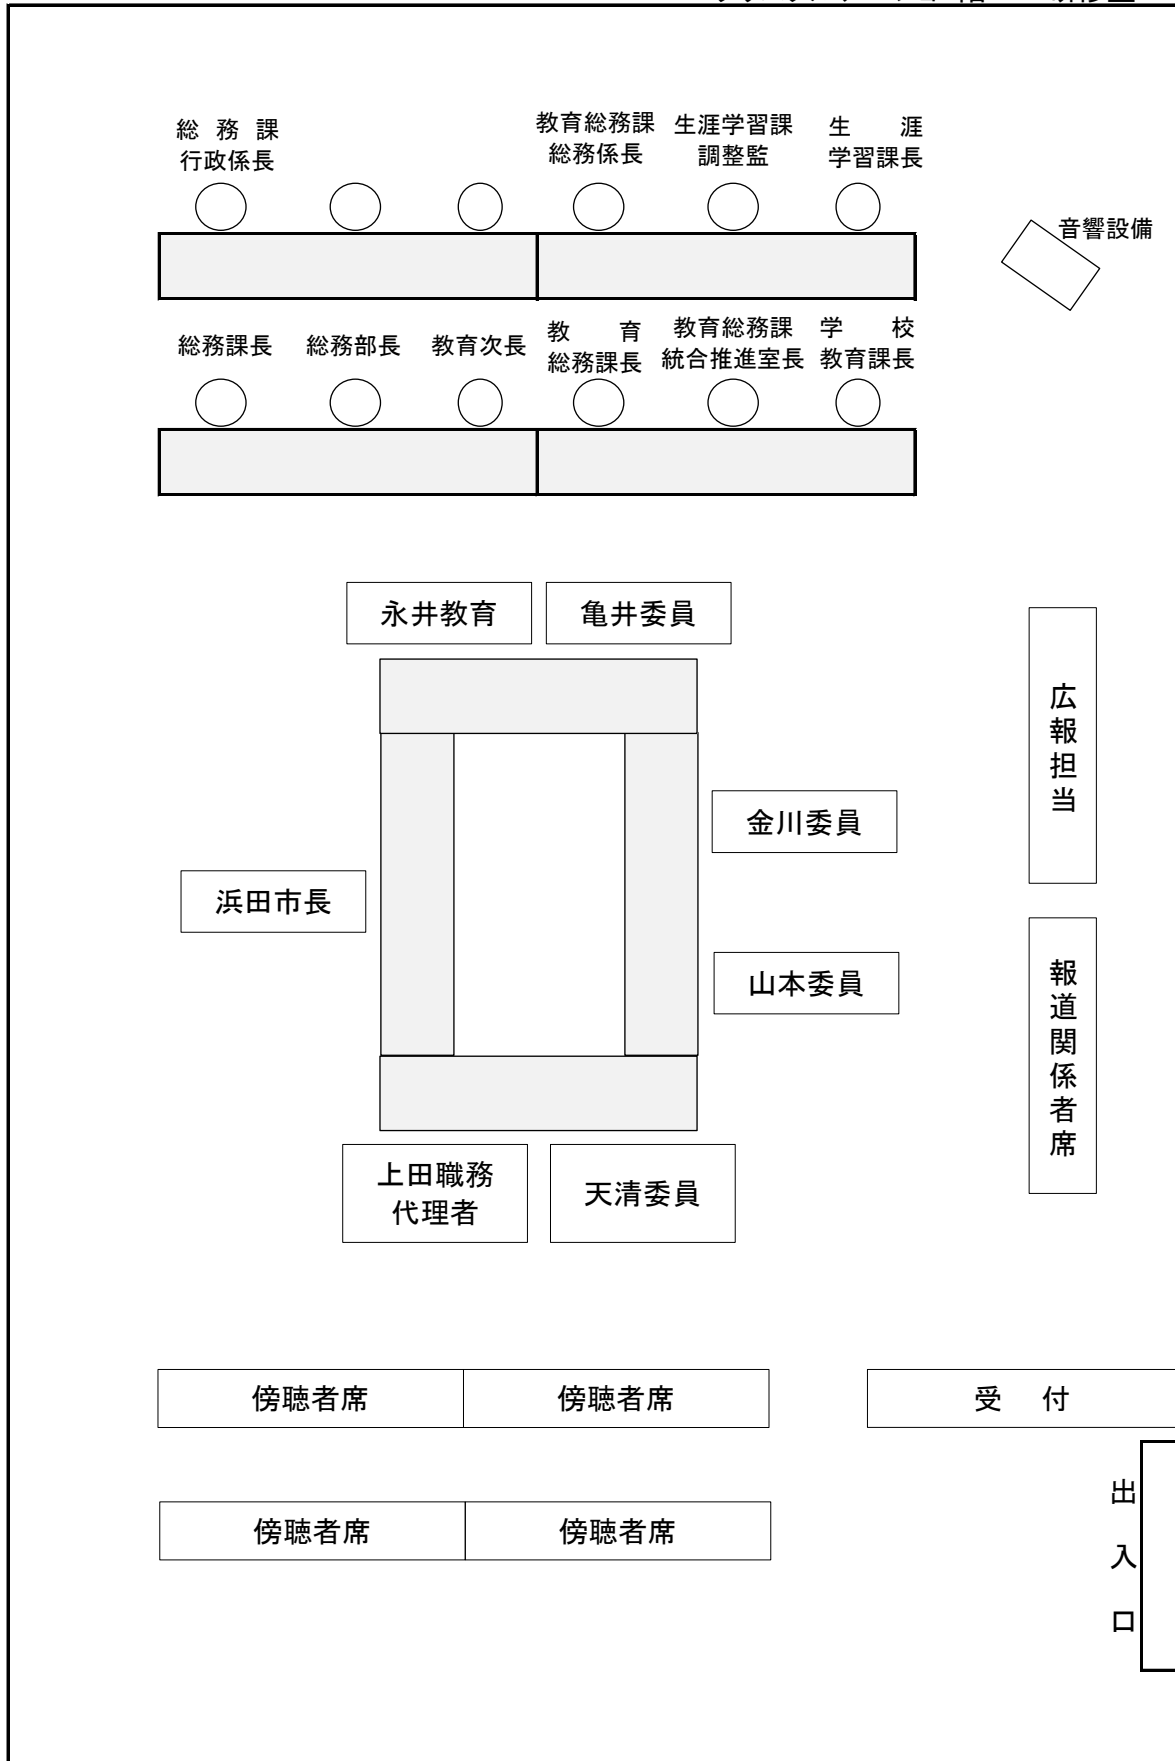 総務課
行政係長
教育総務課
総務係長
生涯学習課
調整監
生涯
学習課長
音響設備
総務課長
総務部長
教育次長
教育
総務課長
教育総務課
統合推進室長
学校
教育課長
永井教育
亀井委員
広報担当
金川委員
浜田市長
山本委員
報道関係者席
上田職務
代理者
天清委員
傍聴者席
傍聴者席
受付
傍聴者席
傍聴者席
出入口